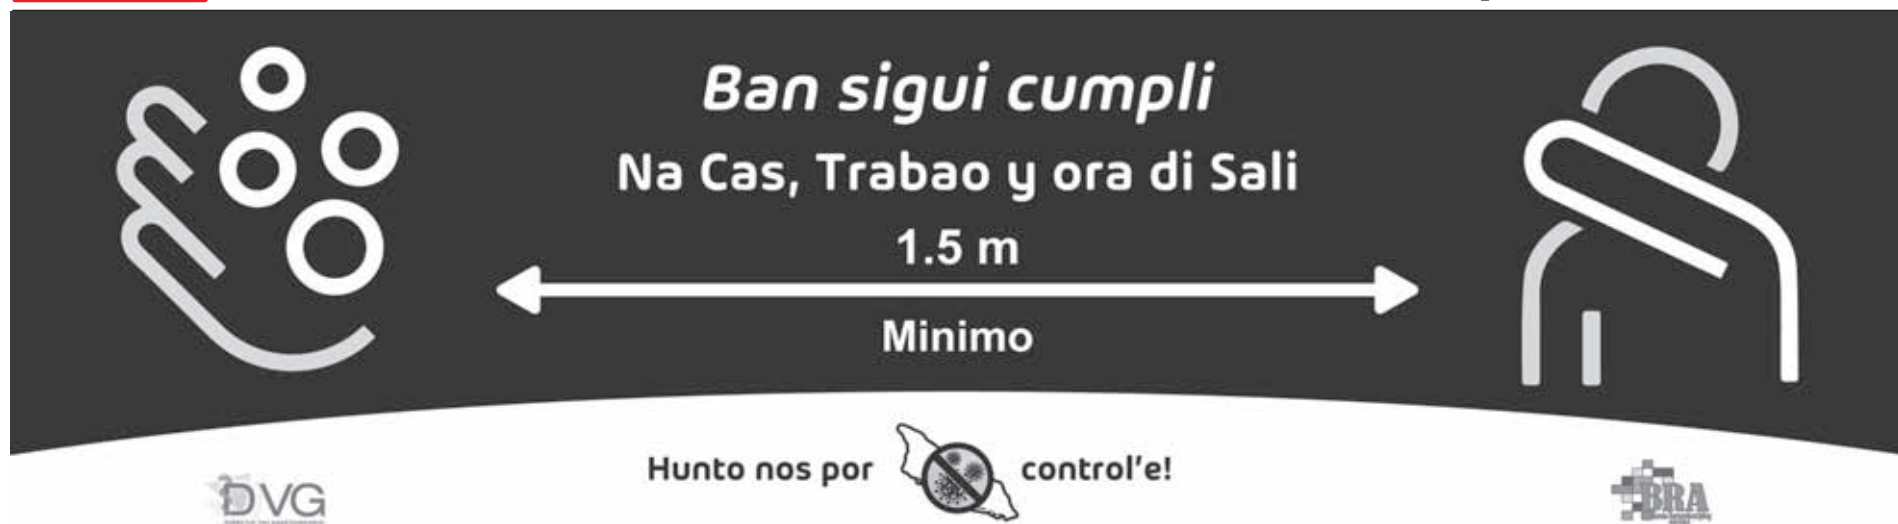 Ban sigui cumpli
Na Cas, Trabao y ora di Sali
1.5 m
Minimo
Hunto nos por control'e!
DVG
BRA